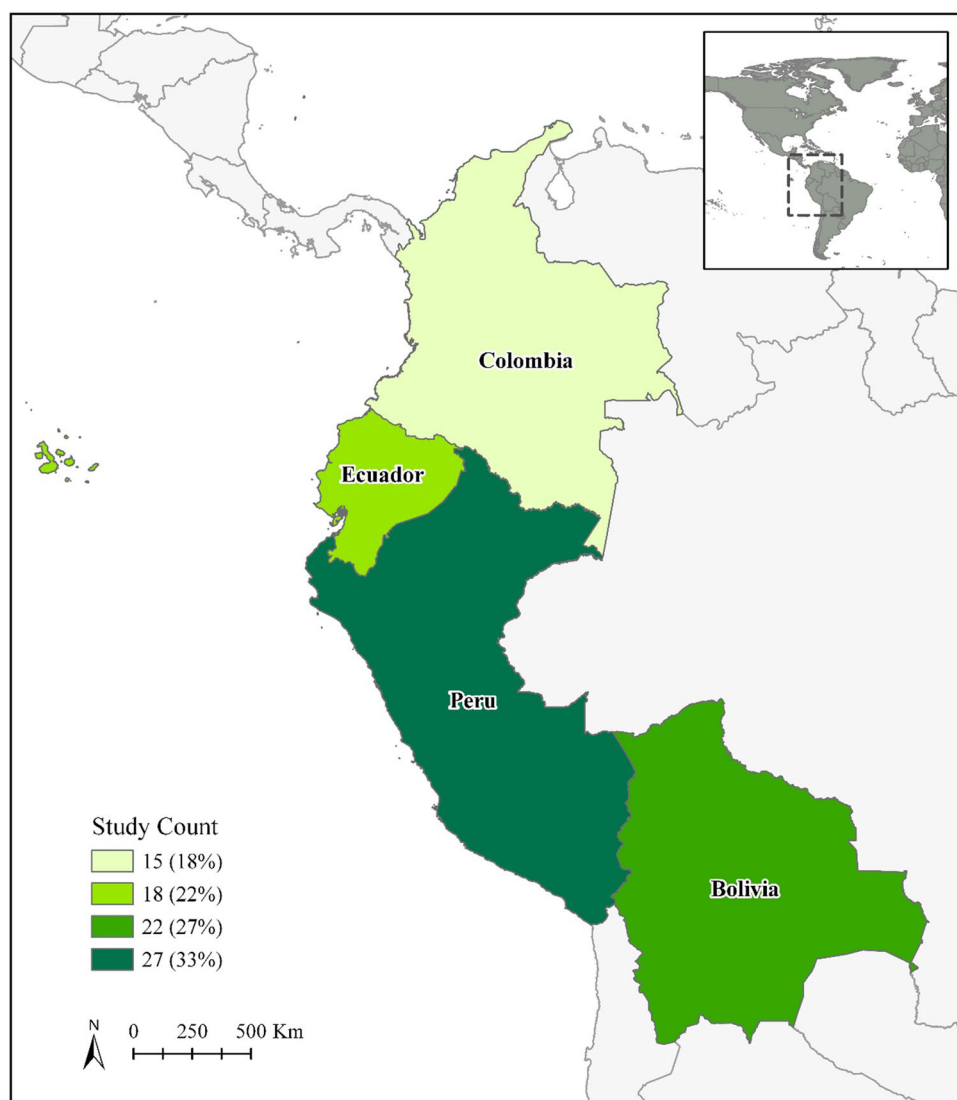 Colombia
Ecuador
Peru
Bolivia
Study Count
15 (18%)
18 (22%)
22 (27%)
27 (33%)
N
0 250 500 Km